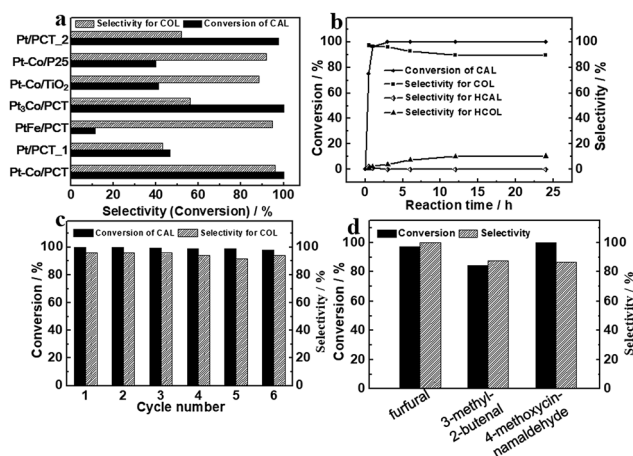 a
Selectivity for COL
Conversion of CAL
Pt/PCT_2
Pt-Co/P25
Pt-Co/TiO2
Pt3Co/PCT
PtFe/PCT
Pt/PCT_1
Pt-Co/PCT
0 20 40 60 80 100
Selectivity (Conversion) / %
b
100
80
60
40
20
0
Conversion / %
Conversion of CAL
Selectivity for COL
Selectivity for HCAL
Selectivity for HCOL
100
80
60
40
20
0
Selectivity / %
0 5 10 15 20 25
Reaction time / h
c
Conversion of CAL
Selectivity for COL
100
80
60
40
20
0
Conversion / %
100
80
60
40
20
0
Selectivity / %
1 2 3 4 5 6
Cycle number
d
Conversion
Selectivity
100
80
60
40
20
0
Conversion / %
100
80
60
40
20
0
Selectivity / %
furfural
3-methyl-
2-butenal
4-methoxycin-
namaldehyde